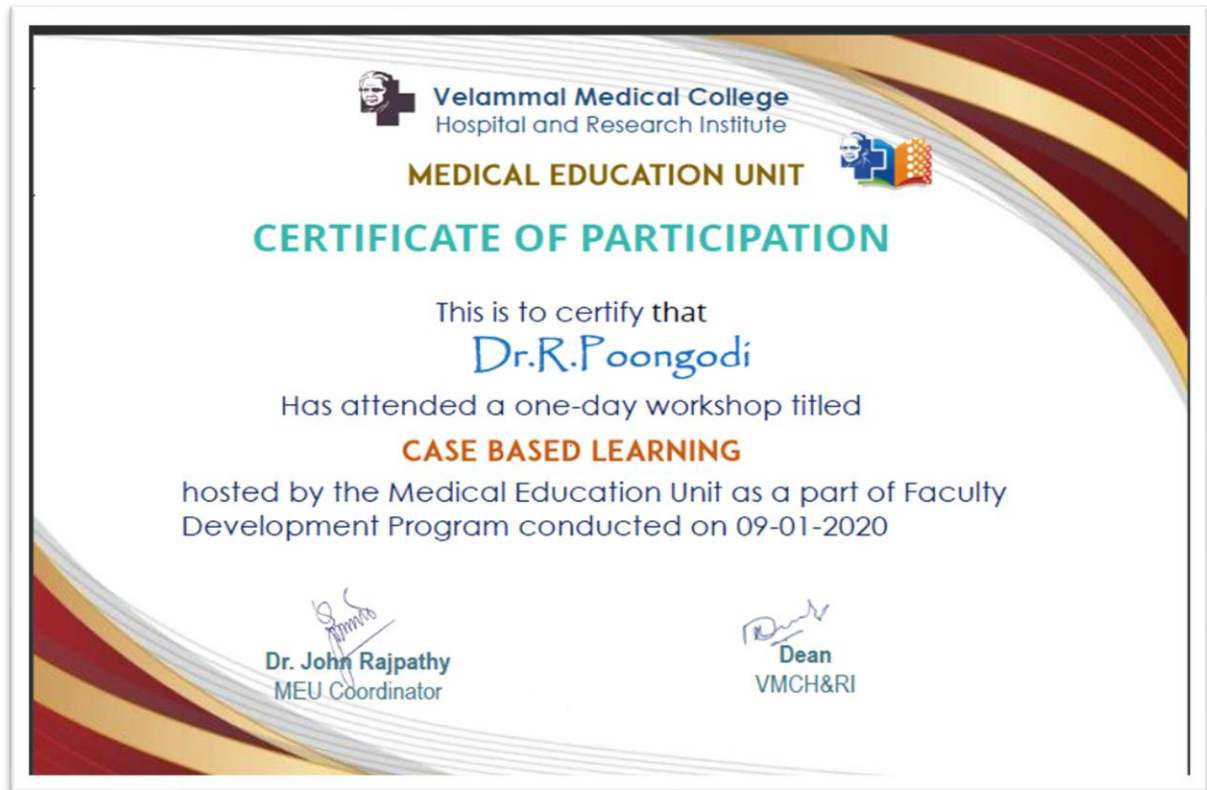 Velammal Medical College
Hospital and Research Institute
MEDICAL EDUCATION UNIT
CERTIFICATE OF PARTICIPATION
This is to certify that
Dr.R.Poongodi
Has attended a one-day workshop titled
CASE BASED LEARNING
hosted by the Medical Education Unit as a part of Faculty
Development Program conducted on 09-01-2020
Dr. John Rajpathy
MEU Coordinator
Dean
VMCH&RI